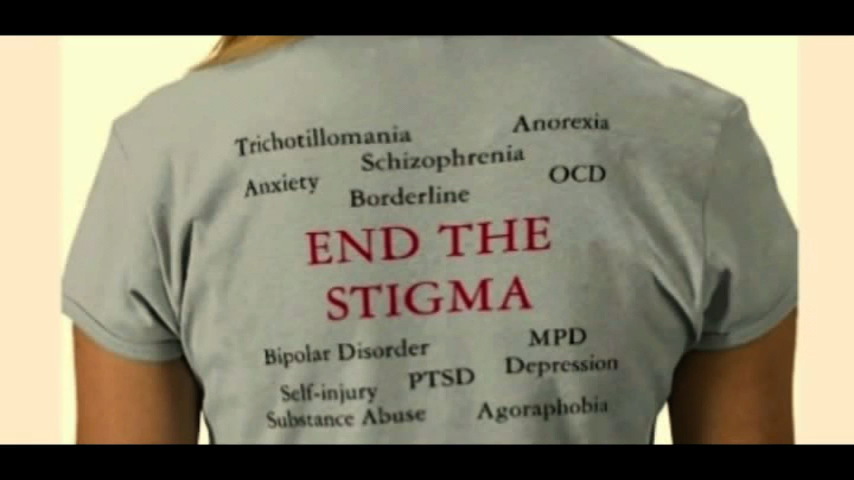 Trichotillomania Anorexia
Schizophrenia
Anxiety OCD
Borderline
END THE
STIGMA
Bipolar Disorder MPD
Self-injury PTSD Depression
Substance Abuse Agoraphobia